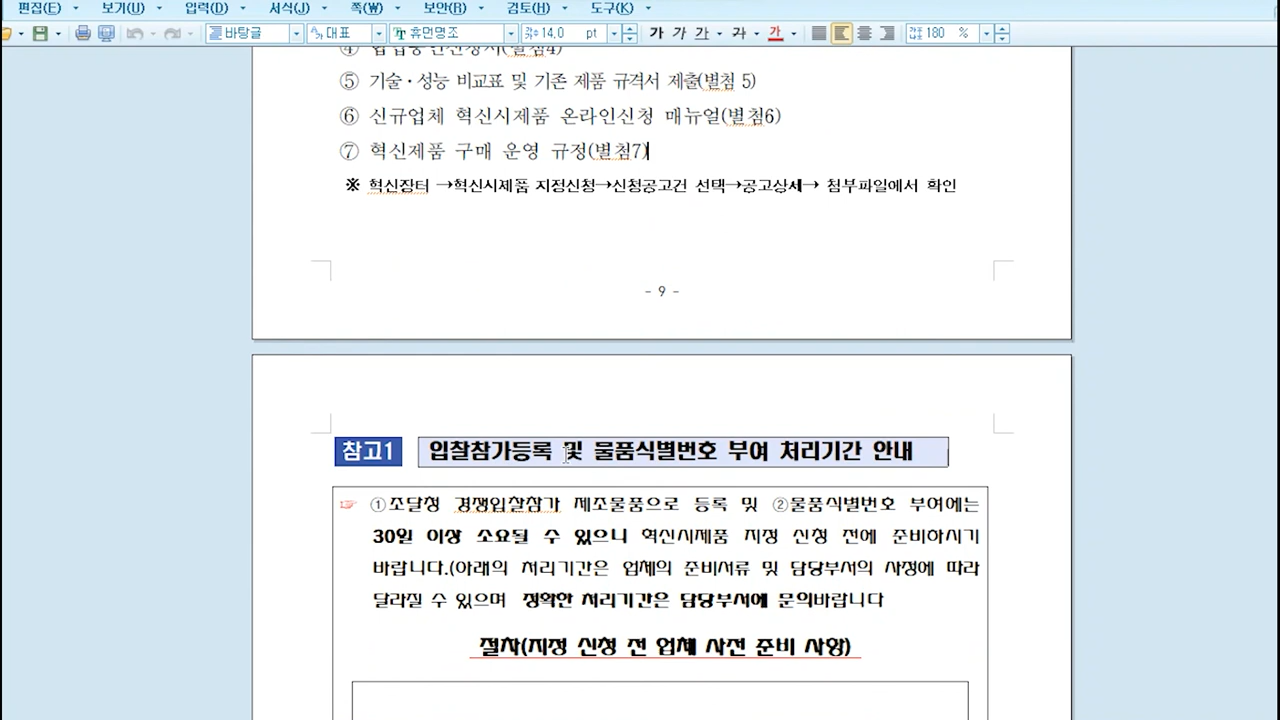 편집(E) 보기(U) 입력(D) 서식(J) 쪽(W) 보안(R) 검토(H) 도구(K)
바탕글 대표 휴먼명조 14.0 pt 가 가 가 가 가 180 %
⑤ 기술·성능 비교표 및 기존 제품 규격서 제출(별첨 5)
⑥ 신규업체 혁신시제품 온라인신청 매뉴얼(별첨6)
⑦ 혁신제품 구매 운영 규정(별첨7)
※ 혁신장터 →혁신시제품 지정신청→신청공고건 선택→공고상세→ 첨부파일에서 확인
- 9 -
참고1 입찰참가등록 및 물품식별번호 부여 처리기간 안내
☞ ①조달청 경쟁입찰참가 제조물품으로 등록 및 ②물품식별번호 부여에는
30일 이상 소요될 수 있으니 혁신시제품 지정 신청 전에 준비하시기
바랍니다.(아래의 처리기간은 업체의 준비서류 및 담당부서의 사정에 따라
달라질 수 있으며 정확한 처리기간은 담당부서에 문의바랍니다
절차(지정 신청 전 업체 사전 준비 사항)